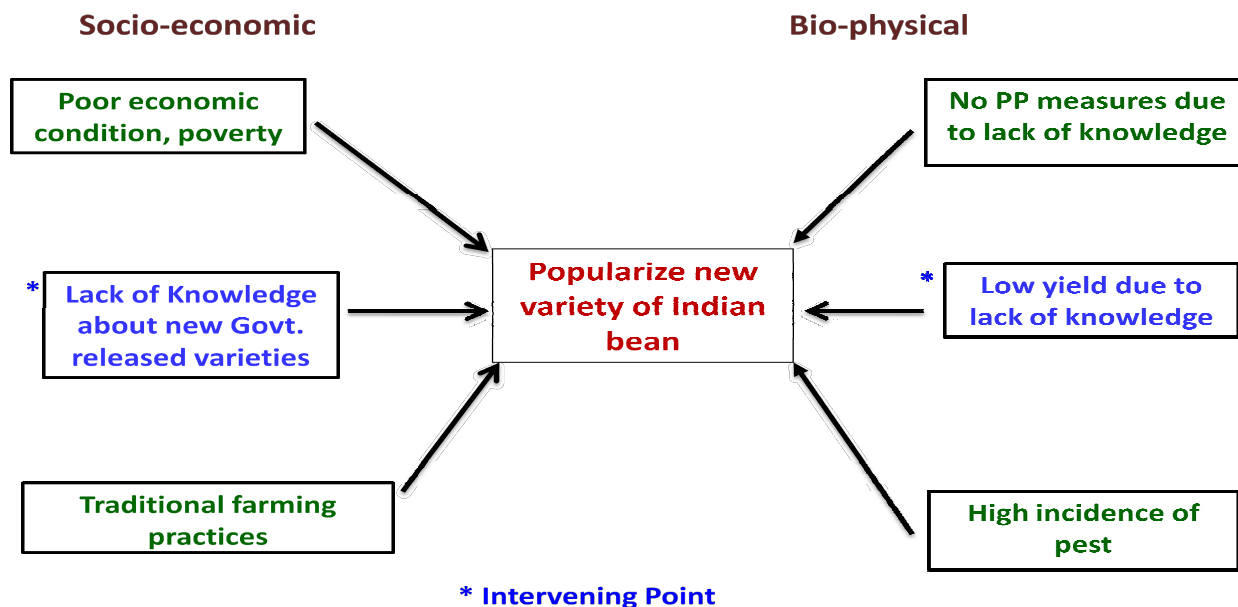 Socio-economic
Bio-physical
Poor economic
condition, poverty
No PP measures due
to lack of knowledge
* Lack of Knowledge
about new Govt.
released varieties
Popularize new
variety of Indian
bean
* Low yield due to
lack of knowledge
Traditional farming
practices
High incidence of
pest
* Intervening Point